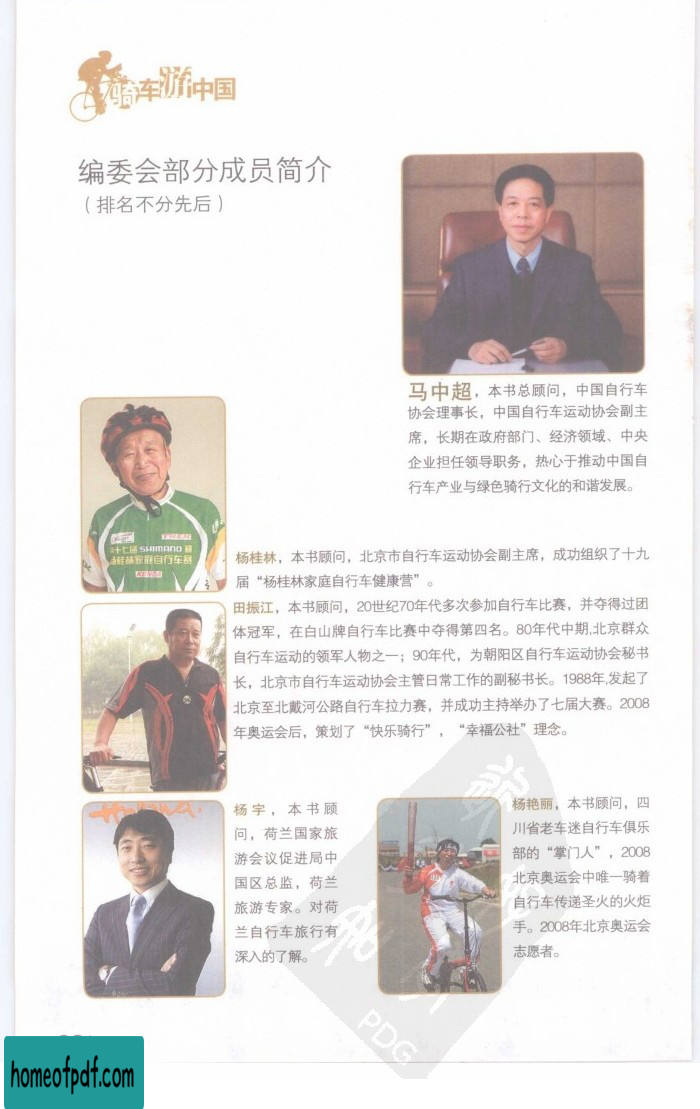 骑车游中国
编委会部分成员简介
（排名不分先后）
马中超，本书总顾问，中国自行车
协会理事长，中国自行车运动协会副主
席，长期在政府部门、经济领域、中央
企业担任领导职务，热心于推动中国自
行车产业与绿色骑行文化的和谐发展。
十七届 SHIMANO
杨桂林家庭自行车赛
杨桂林，本书顾问，北京市自行车运动协会副主席，成功组织了十九
届“杨桂林家庭自行车健康营”。
田振江，本书顾问，20世纪70年代多次参加自行车比赛，并夺得过团
体冠军，在白山牌自行车比赛中夺得第四名。80年代中期,北京群众
自行车运动的领军人物之一；90年代，为朝阳区自行车运动协会秘书
长，北京市自行车运动协会主管日常工作的副秘书长。1988年,发起了
北京至北戴河公路自行车拉力赛，并成功主持举办了七届大赛。2008
年奥运会后，策划了“快乐骑行”，“幸福公社”理念。
杨宇，本书顾
问，荷兰国家旅
游会议促进局中
国区总监，荷兰
旅游专家。对荷
兰自行车旅行有
深入的了解。
杨艳丽，本书顾问，四
川省老车迷自行车俱乐
部的“掌门人”，2008
北京奥运会中唯一骑着
自行车传递圣火的火炬
手。2008年北京奥运会
志愿者。
PDG
homeofpdf.com